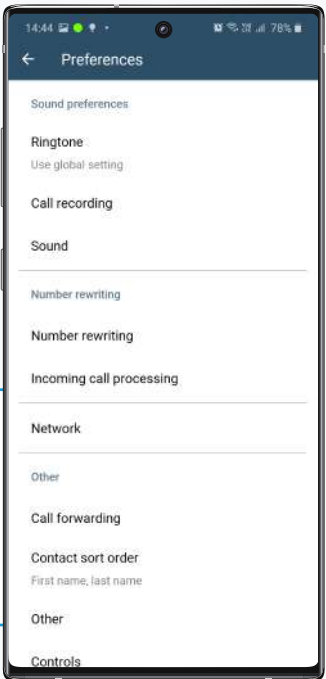 14:44
78%
Preferences
Sound preferences
Ringtone
Use global setting
Call recording
Sound
Number rewriting
Number rewriting
Incoming call processing
Network
Other
Call forwarding
Contact sort order
First name, last name
Other
Controls